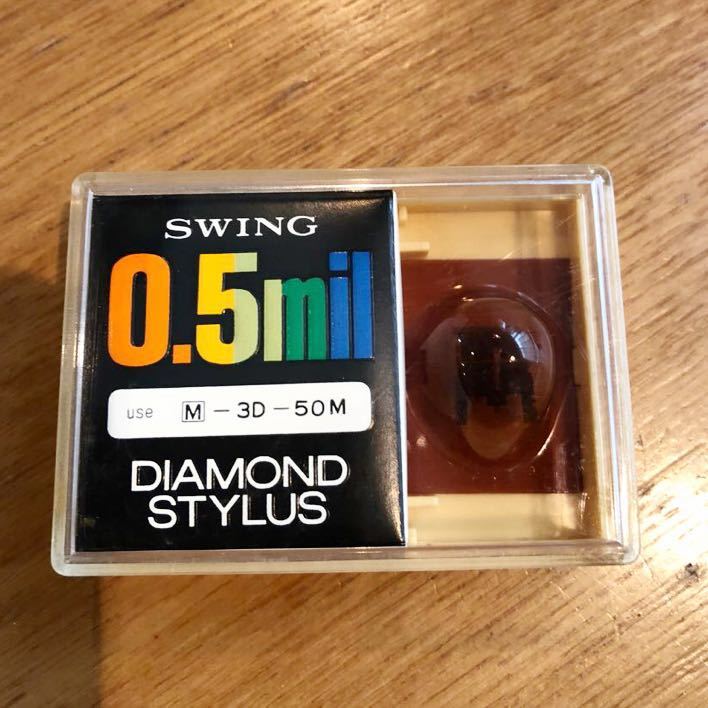 SWING
0.5mil
use M-3D-50M
DIAMOND
STYLUS